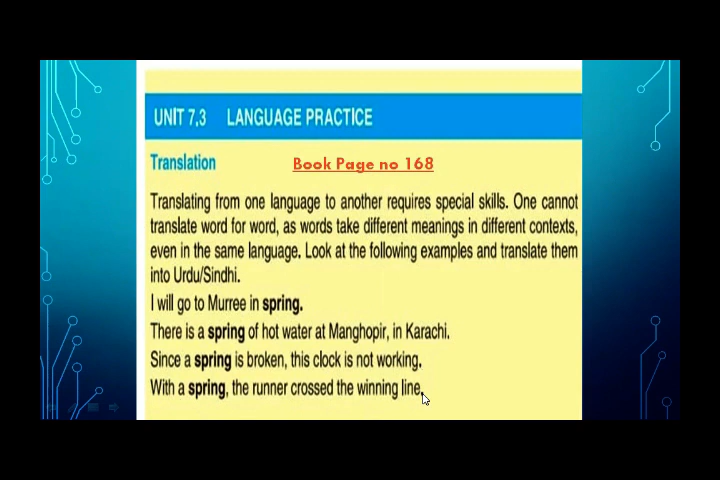 UNIT 7.3 LANGUAGE PRACTICE
Translation Book Page no 168
Translating from one language to another requires special skills. One cannot
translate word for word, as words take different meanings in different contexts,
even in the same language. Look at the following examples and translate them
into Urdu/Sindhi.
I will go to Murree in spring.
There is a spring of hot water at Manghopir, in Karachi.
Since a spring is broken, this clock is not working.
With a spring, the runner crossed the winning line.